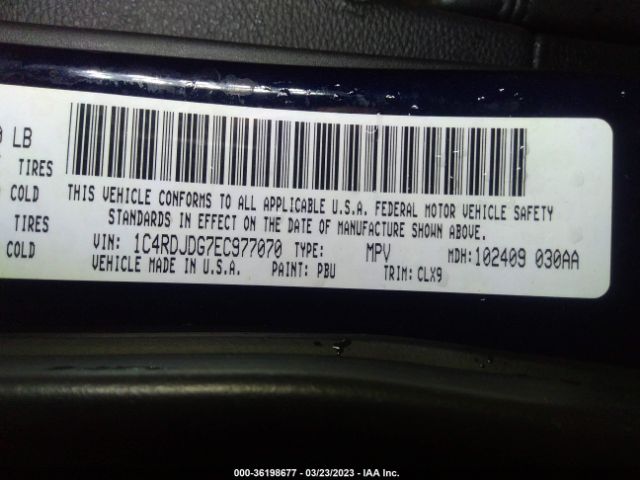 0 LB
TIRES
COLD
TIRES
COLD
THIS VEHICLE CONFORMS TO ALL APPLICABLE U.S.A. FEDERAL MOTOR VEHICLE SAFETY
STANDARDS IN EFFECT ON THE DATE OF MANUFACTURE SHOWN ABOVE.
VIN: 1C4RDJDG7EC977070 TYPE: MPV MDH: 102409 030AA
VEHICLE MADE IN U.S.A. PAINT: PBU TRIM: CLX9
000-36198677 — 03/23/2023 — IAA Inc.